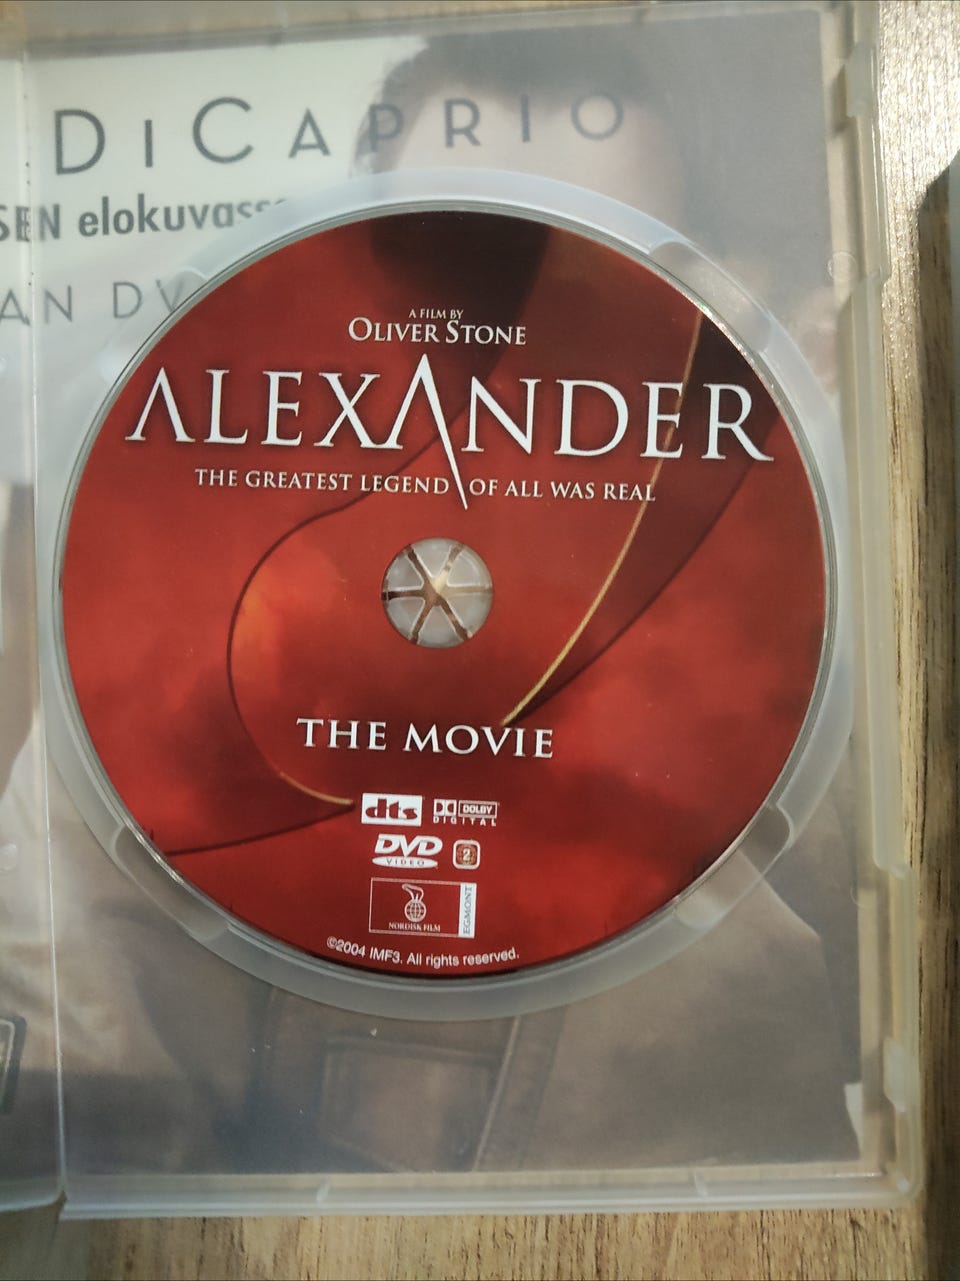 DiCAPRIO
SEN elokuvassa
AN DV
A FILM BY
OLIVER STONE
ALEXANDER
THE GREATEST LEGEND OF ALL WAS REAL
THE MOVIE
dts DOLBY
DIGITAL
DVD
VIDEO
2
NORDISK FILM
EGMONT
©2004 IMF3. All rights reserved.